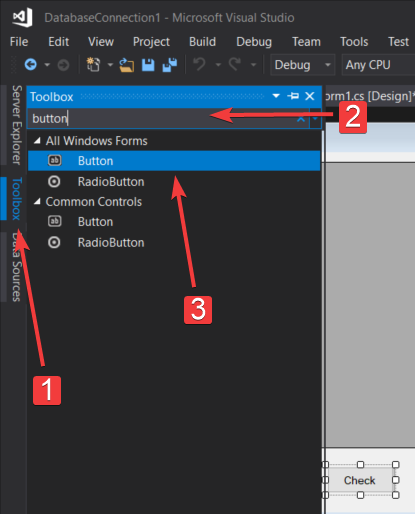 DatabaseConnection1 - Microsoft Visual Studio
File Edit View Project Build Debug Team Tools Test
Debug Any CPU
Server Explorer
Toolbox
Data Sources
Toolbox
orm1.cs [Design]*
button
2
All Windows Forms
Button
RadioButton
Common Controls
Button
RadioButton
3
1
Check